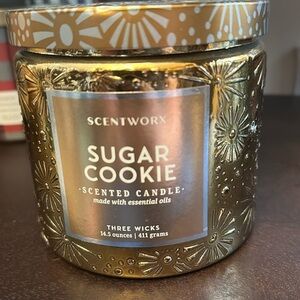 SCENTWORX
SUGAR
COOKIE
·SCENTED CANDLE·
made with essential oils
THREE WICKS
14.5 ounces | 411 grams